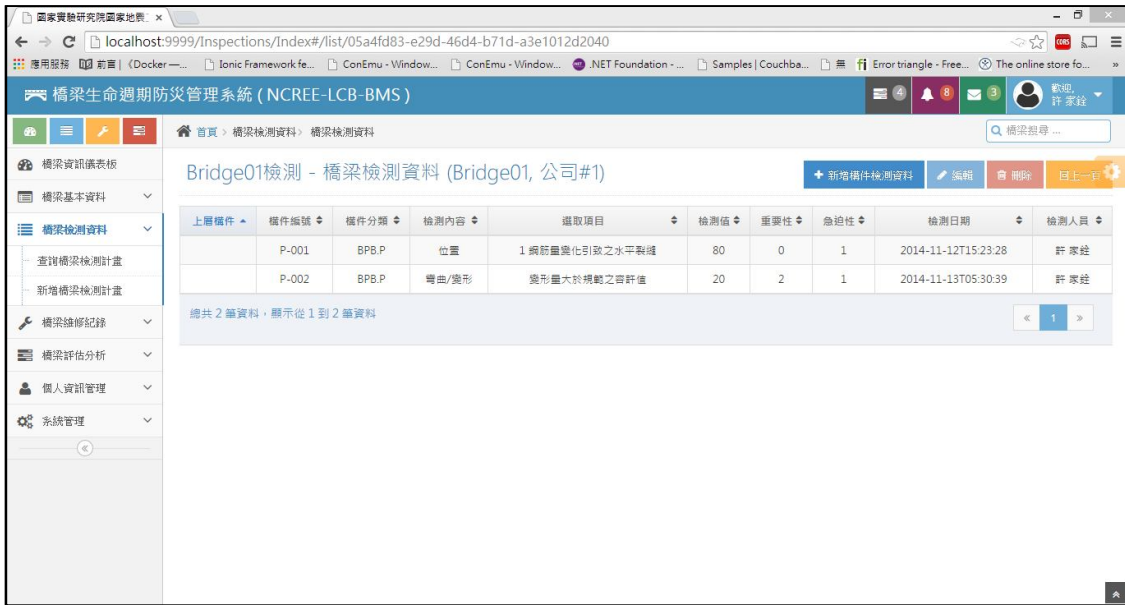 國家實驗研究院國家地震
localhost:9999/Inspections/Index#/list/05a4fd83-e29d-46d4-b71d-a3e1012d2040
CORS
應用服務 前言 | 《Docker —... Ionic Framework fe... ConEmu - Window... ConEmu - Window... .NET Foundation - ... Samples | Couchba... 無 Error triangle - Free... The online store fo... »
橋梁生命週期防災管理系統 ( NCREE-LCB-BMS )
4 8 3 歡迎,
許 家銓
首頁 > 橋梁檢測資料 > 橋梁檢測資料
橋梁搜尋 ...
橋梁資訊儀表板
橋梁基本資料
橋梁檢測資料
查詢橋梁檢測計畫
新增橋梁檢測計畫
橋梁維修紀錄
橋梁評估分析
個人資訊管理
系統管理
Bridge01檢測 - 橋梁檢測資料 (Bridge01, 公司#1)
新增構件檢測資料 編輯 刪除 回上一頁
上層構件 構件編號 構件分類 檢測內容 選取項目 檢測值 重要性 急迫性 檢測日期 檢測人員
P-001 BPB.P 位置 1 鋼筋量變化引致之水平裂縫 80 0 1 2014-11-12T15:23:28 許 家銓
P-002 BPB.P 彎曲/變形 變形量大於規範之容許值 20 2 1 2014-11-13T05:30:39 許 家銓
總共 2 筆資料，顯示從 1 到 2 筆資料
« 1 »